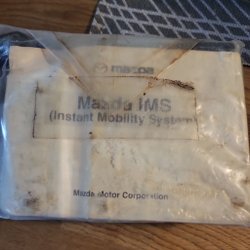 mazda
Mazda IMS
(Instant Mobility System)
Mazda Motor Corporation